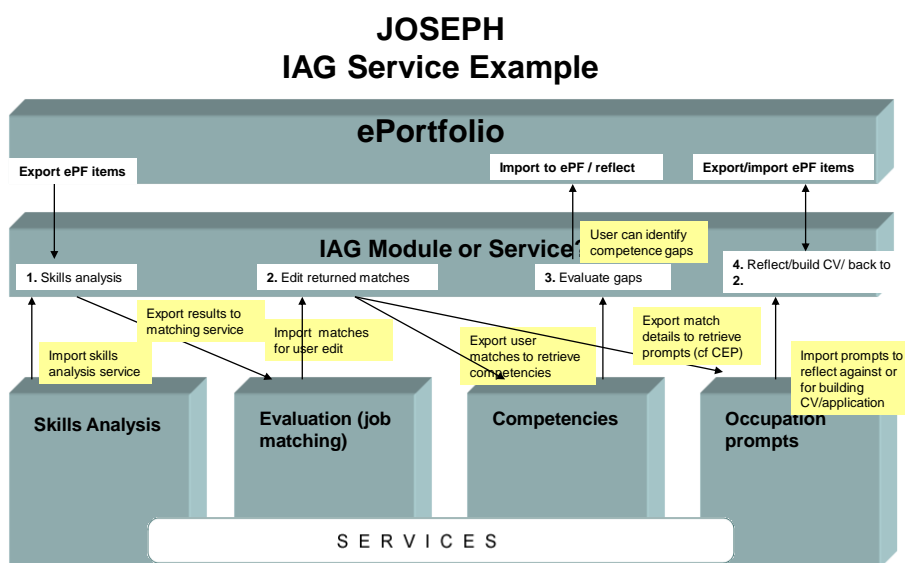 JOSEPH
IAG Service Example
ePortfolio
Export ePF items
Import to ePF / reflect
Export/import ePF items
IAG Module or Service?
User can identify
competence gaps
1. Skills analysis
2. Edit returned matches
3. Evaluate gaps
4. Reflect/build CV/ back to
2.
Export results to
matching service
Import matches
for user edit
Export user
matches to retrieve
competencies
Export match
details to retrieve
prompts (cf CEP)
Import skills
analysis service
Import prompts to
reflect against or
for building
CV/application
Skills Analysis
Evaluation (job
matching)
Competencies
Occupation
prompts
SERVICES